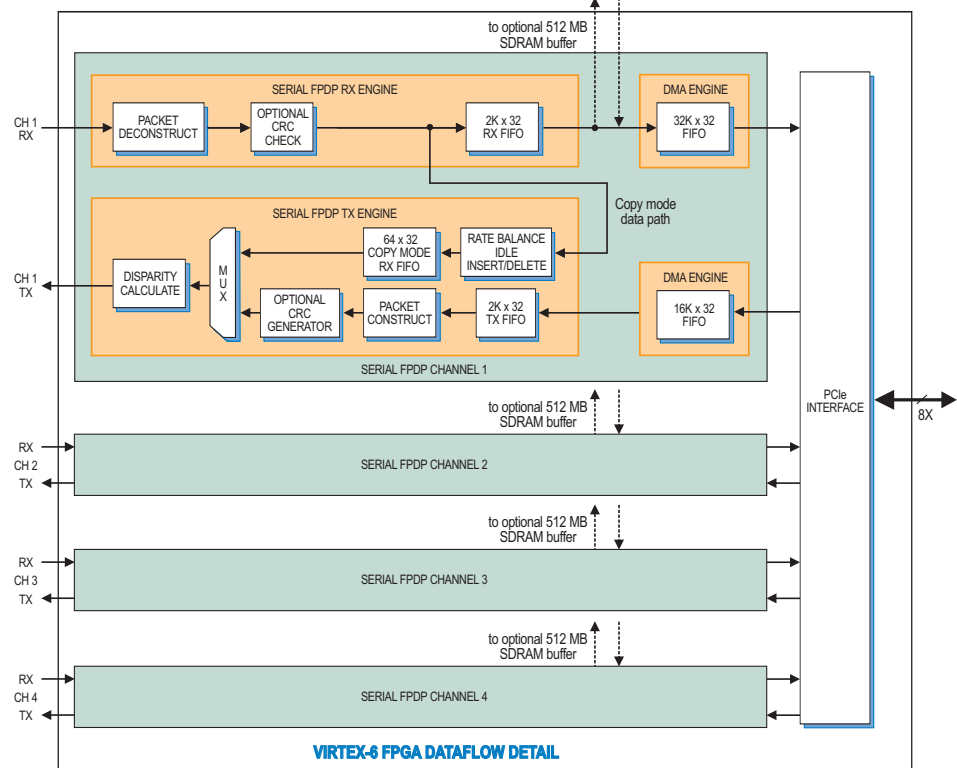 to optional 512 MB
SDRAM buffer
SERIAL FPDP RX ENGINE
DMA ENGINE
CH 1
RX
PACKET
DECONSTRUCT
OPTIONAL
CRC
CHECK
2K x 32
RX FIFO
32K x 32
FIFO
Copy mode
data path
SERIAL FPDP TX ENGINE
CH 1
TX
DISPARITY
CALCULATE
M
U
X
64 x 32
COPY MODE
RX FIFO
RATE BALANCE
IDLE
INSERT/DELETE
OPTIONAL
CRC
GENERATOR
PACKET
CONSTRUCT
2K x 32
TX FIFO
DMA ENGINE
16K x 32
FIFO
SERIAL FPDP CHANNEL 1
PCIe
INTERFACE
8X
to optional 512 MB
SDRAM buffer
RX
CH 2
TX
SERIAL FPDP CHANNEL 2
to optional 512 MB
SDRAM buffer
RX
CH 3
TX
SERIAL FPDP CHANNEL 3
to optional 512 MB
SDRAM buffer
RX
CH 4
TX
SERIAL FPDP CHANNEL 4
VIRTEX-6 FPGA DATAFLOW DETAIL